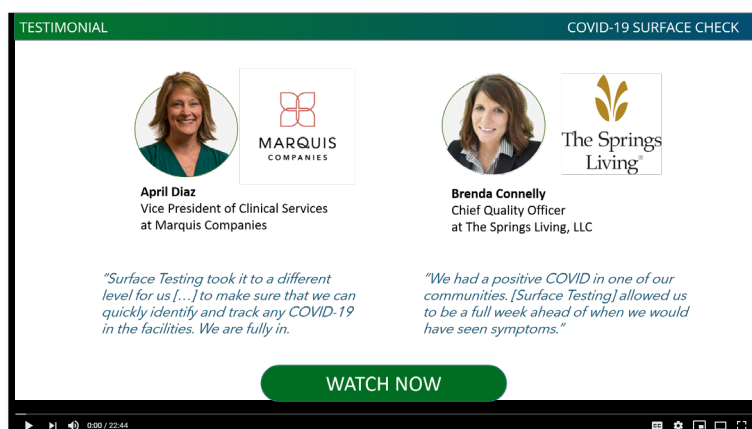 TESTIMONIAL
COVID-19 SURFACE CHECK
MARQUIS
COMPANIES
April Diaz
Vice President of Clinical Services
at Marquis Companies
The Springs
Living®
Brenda Connelly
Chief Quality Officer
at The Springs Living, LLC
"Surface Testing took it to a different
level for us [...] to make sure that we can
quickly identify and track any COVID-19
in the facilities. We are fully in.
"We had a positive COVID in one of our
communities. [Surface Testing] allowed us
to be a full week ahead of when we would
have seen symptoms."
WATCH NOW
0:00 / 22:44
CC